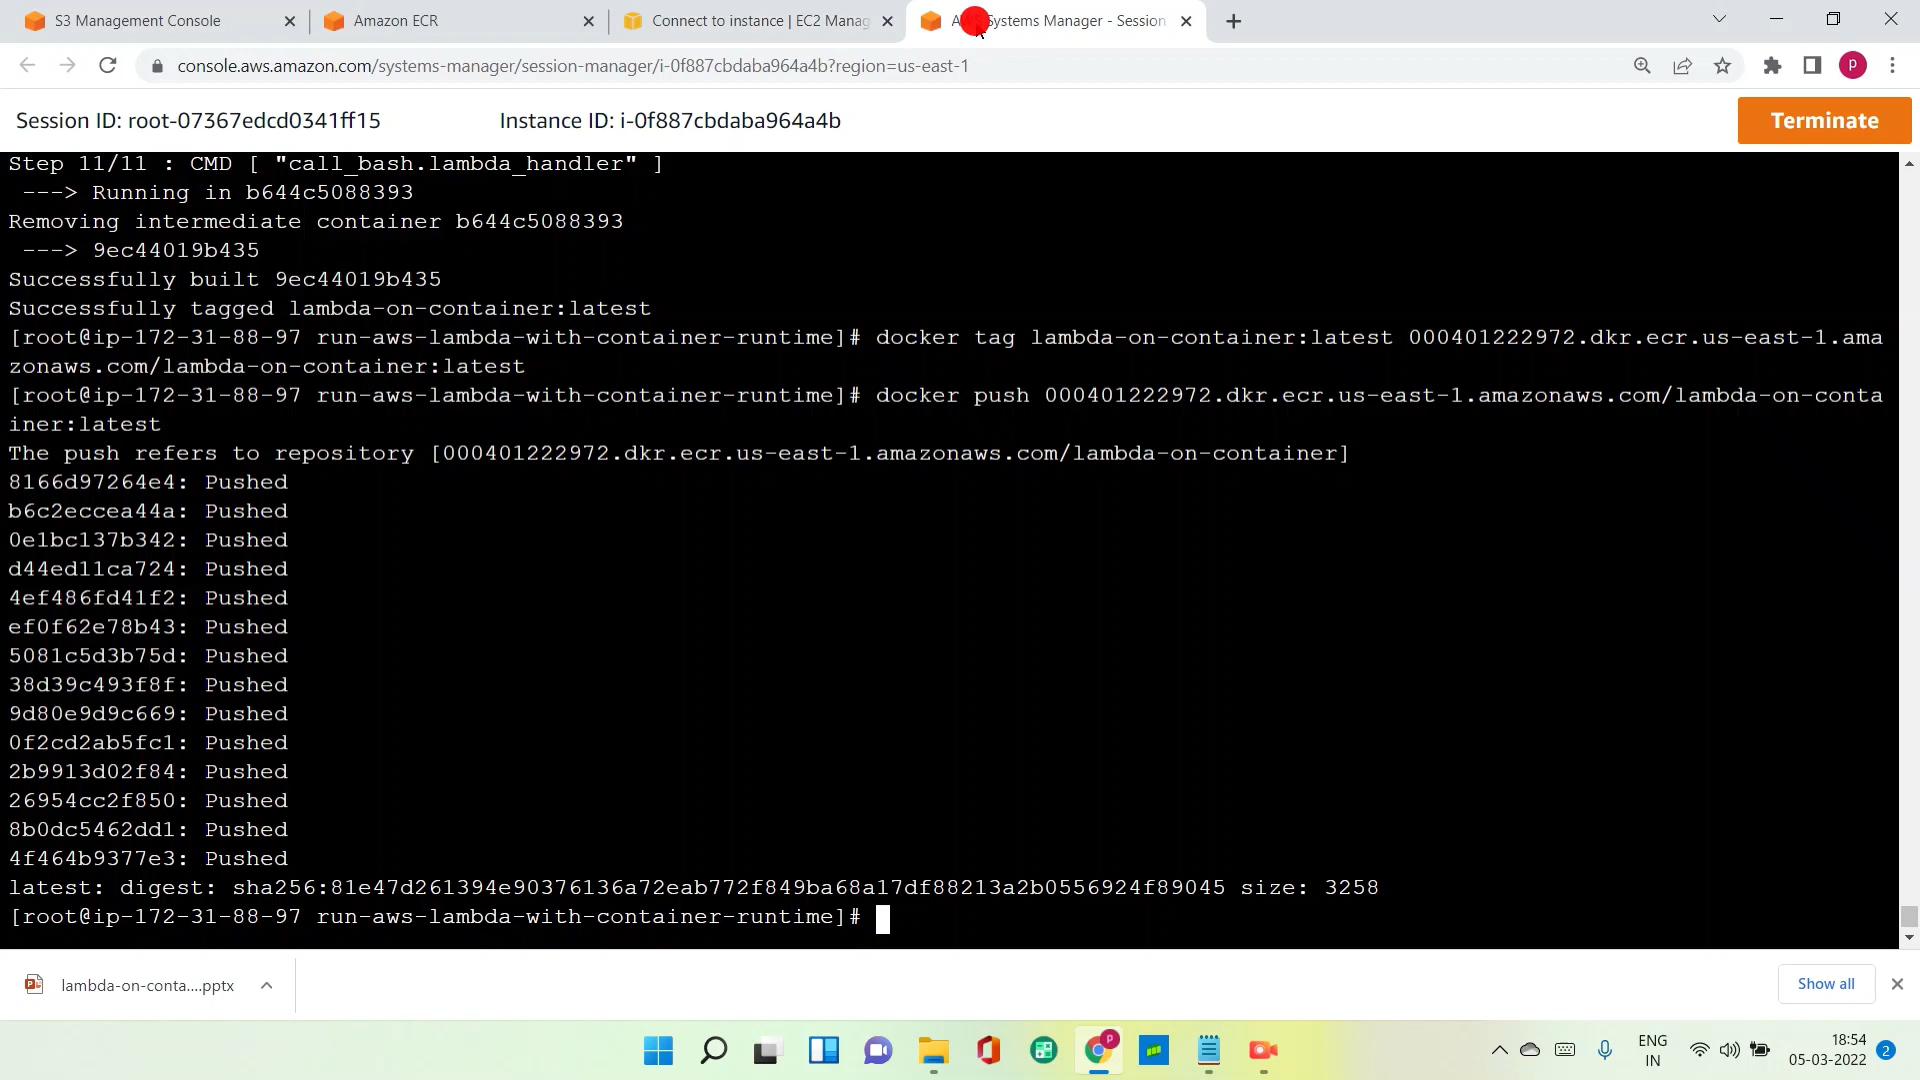 S3 Management Console
Amazon ECR
Connect to instance | EC2 Manag
Systems Manager - Session
console.aws.amazon.com/systems-manager/session-manager/i-0f887cbdaba964a4b?region=us-east-1
P
Session ID: root-07367edcd0341ff15
Instance ID: i-0f887cbdaba964a4b
Terminate
Step 11/11 : CMD [ "call_bash.lambda_handler" ]
---> Running in b644c5088393
Removing intermediate container b644c5088393
---> 9ec44019b435
Successfully built 9ec44019b435
Successfully tagged lambda-on-container:latest
[root@ip-172-31-88-97 run-aws-lambda-with-container-runtime]# docker tag lambda-on-container:latest 000401222972.dkr.ecr.us-east-1.ama
zonaws.com/lambda-on-container:latest
[root@ip-172-31-88-97 run-aws-lambda-with-container-runtime]# docker push 000401222972.dkr.ecr.us-east-1.amazonaws.com/lambda-on-conta
iner:latest
The push refers to repository [000401222972.dkr.ecr.us-east-1.amazonaws.com/lambda-on-container]
8166d97264e4: Pushed
b6c2eccea44a: Pushed
0e1bc137b342: Pushed
d44ed11ca724: Pushed
4ef486fd41f2: Pushed
ef0f62e78b43: Pushed
5081c5d3b75d: Pushed
38d39c493f8f: Pushed
9d80e9d9c669: Pushed
0f2cd2ab5fc1: Pushed
2b9913d02f84: Pushed
26954cc2f850: Pushed
8b0dc5462dd1: Pushed
4f464b9377e3: Pushed
latest: digest: sha256:81e47d261394e90376136a72eab772f849ba68a17df88213a2b0556924f89045 size: 3258
[root@ip-172-31-88-97 run-aws-lambda-with-container-runtime]#
lambda-on-conta....pptx
Show all
P
ENG
IN
18:54
05-03-2022
2